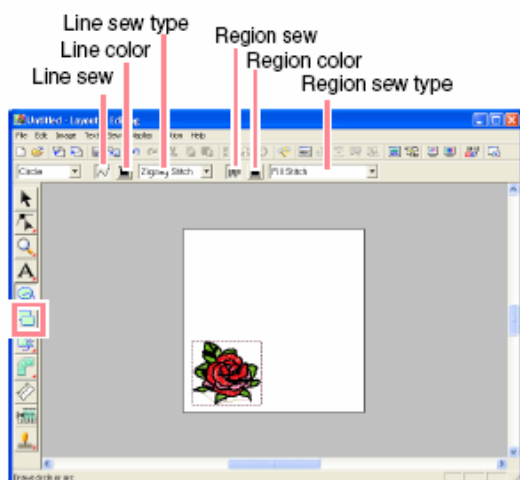 Line sew type
Region sew
Line color
Region color
Line sew
Region sew type
Untitled - Layout & Editing
File Edit Image Text Sew Display Option Help
Circle Zigzag Stitch Fill Stitch
A